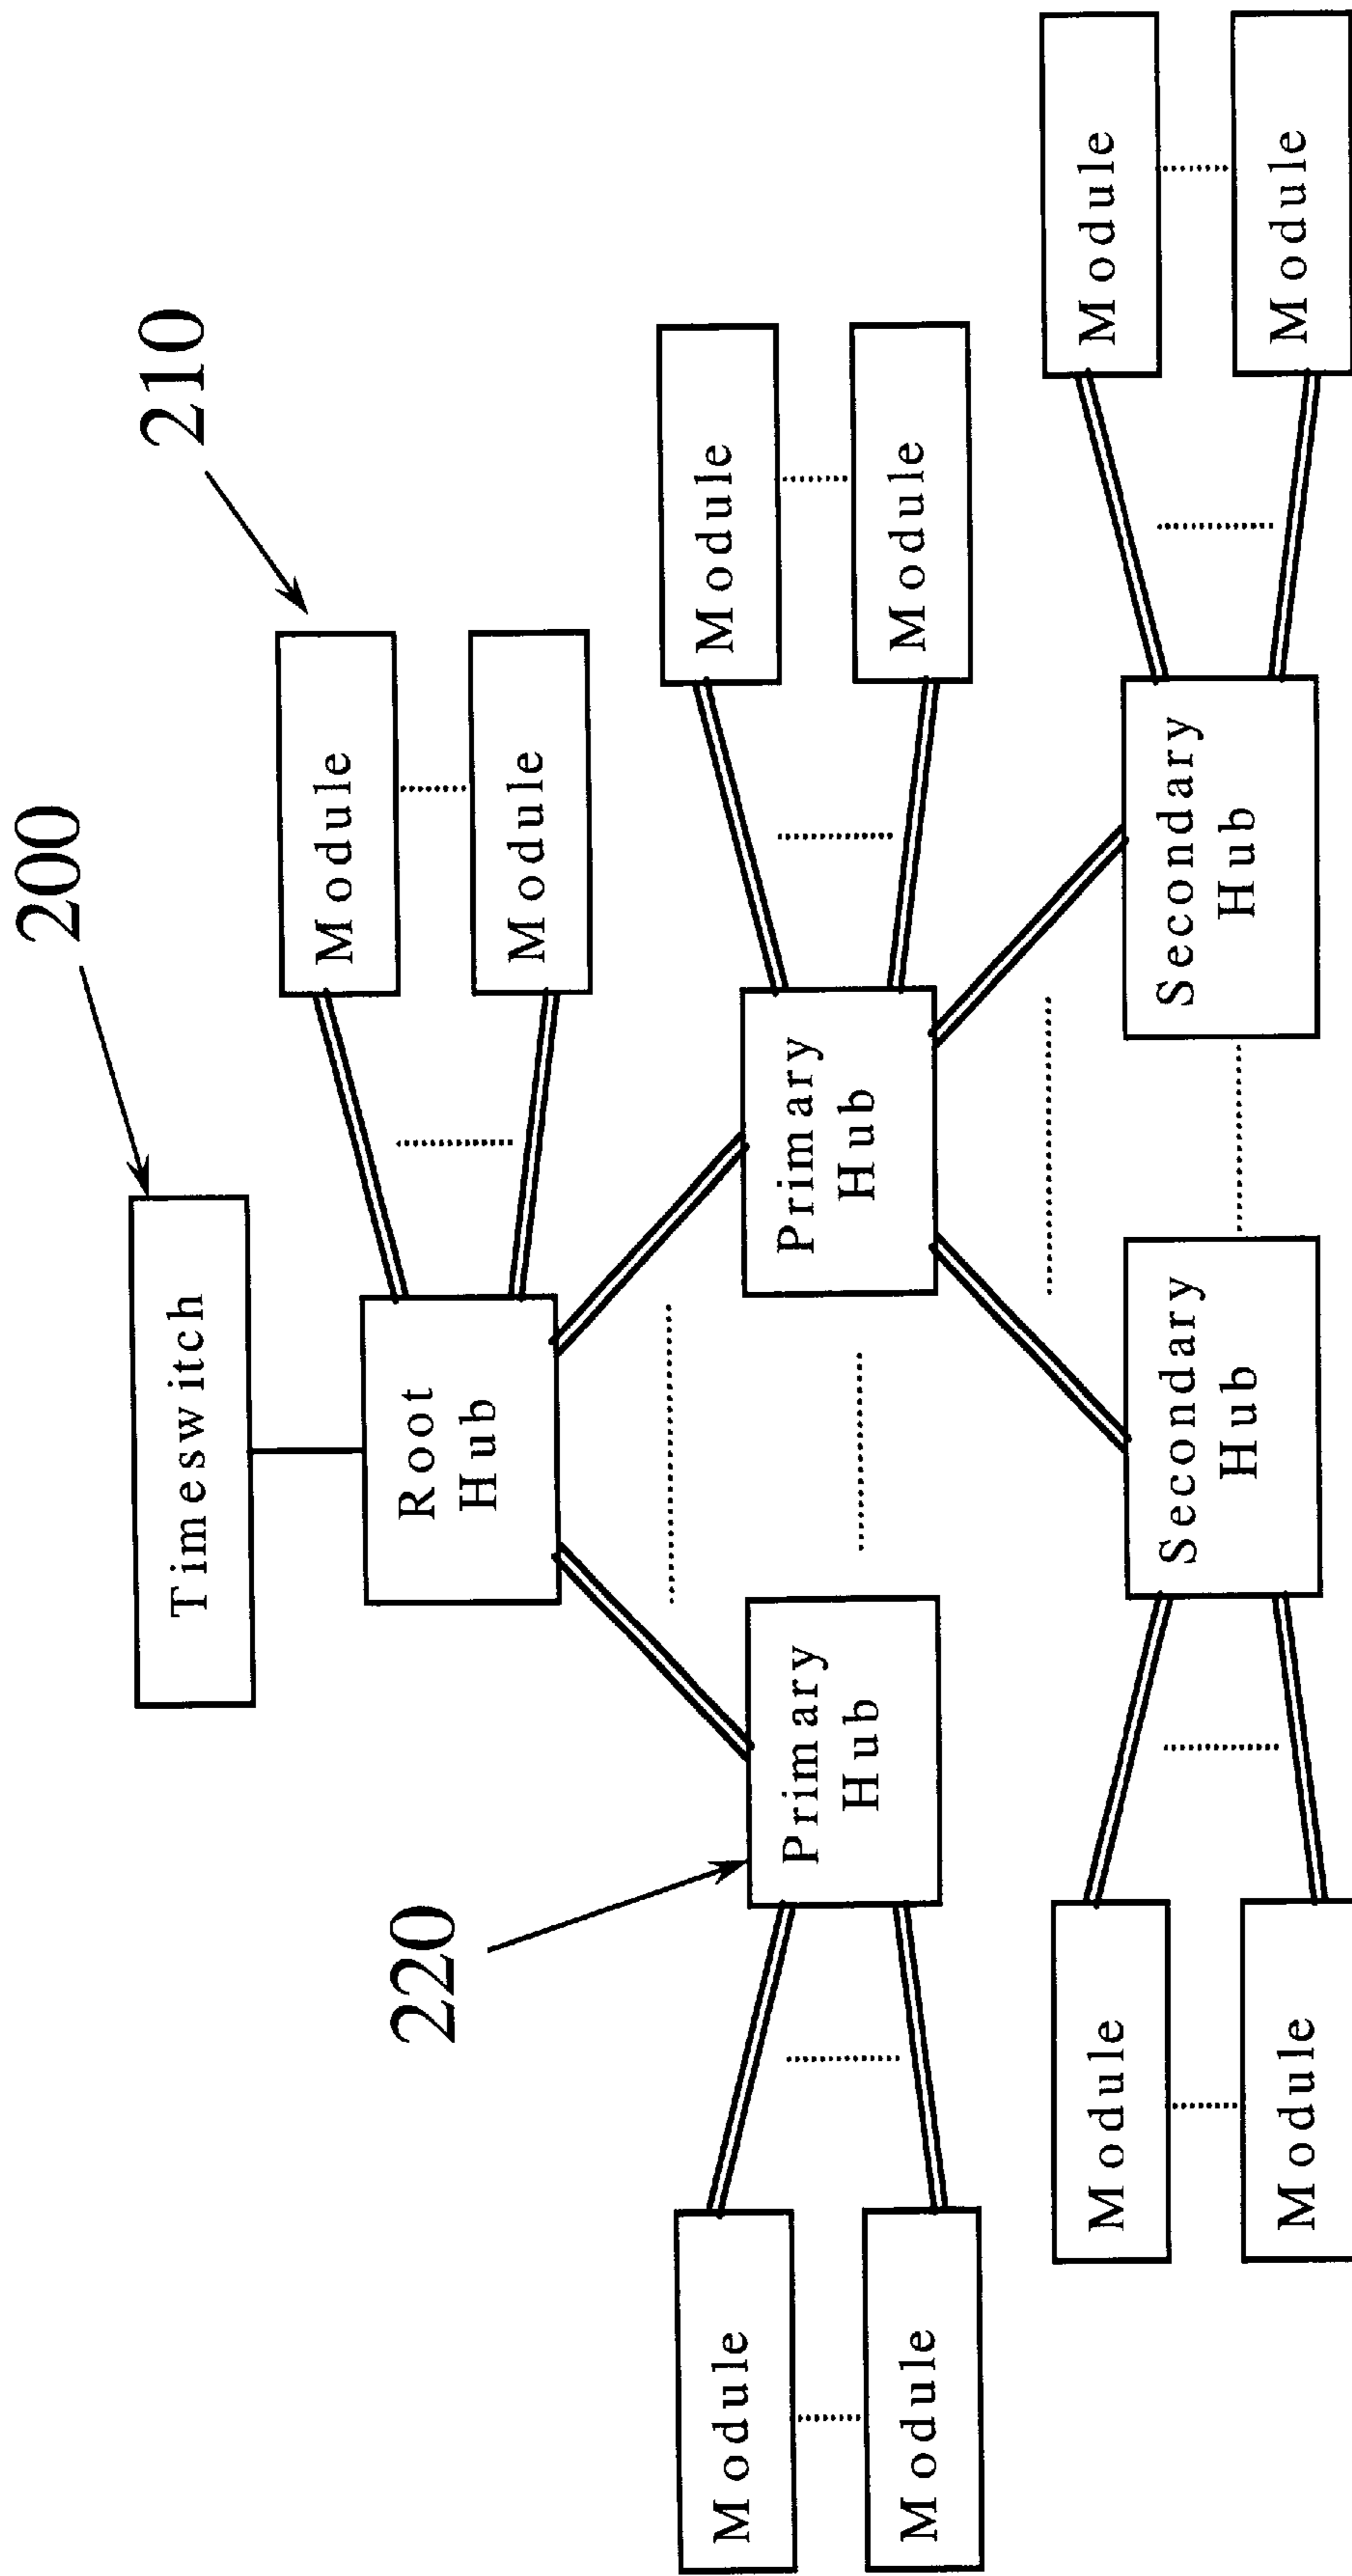 200
Timeswitch
210
Module
Root
Hub
Module
220
Module
Primary
Hub
Primary
Hub
Module
Module
Module
Module
Secondary
Hub
Secondary
Hub
Module
Module
Module